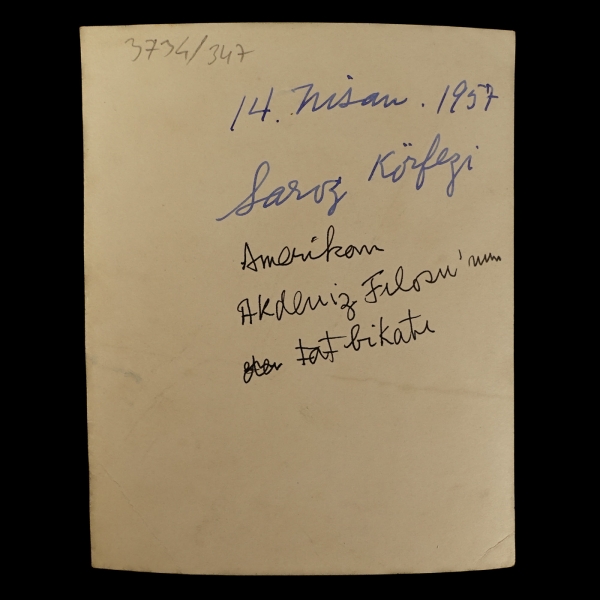 3734/347
14. Nisan. 1957
Saroz Körfezi
Amerikan
Akdeniz Filosu'nun
tatbikatı